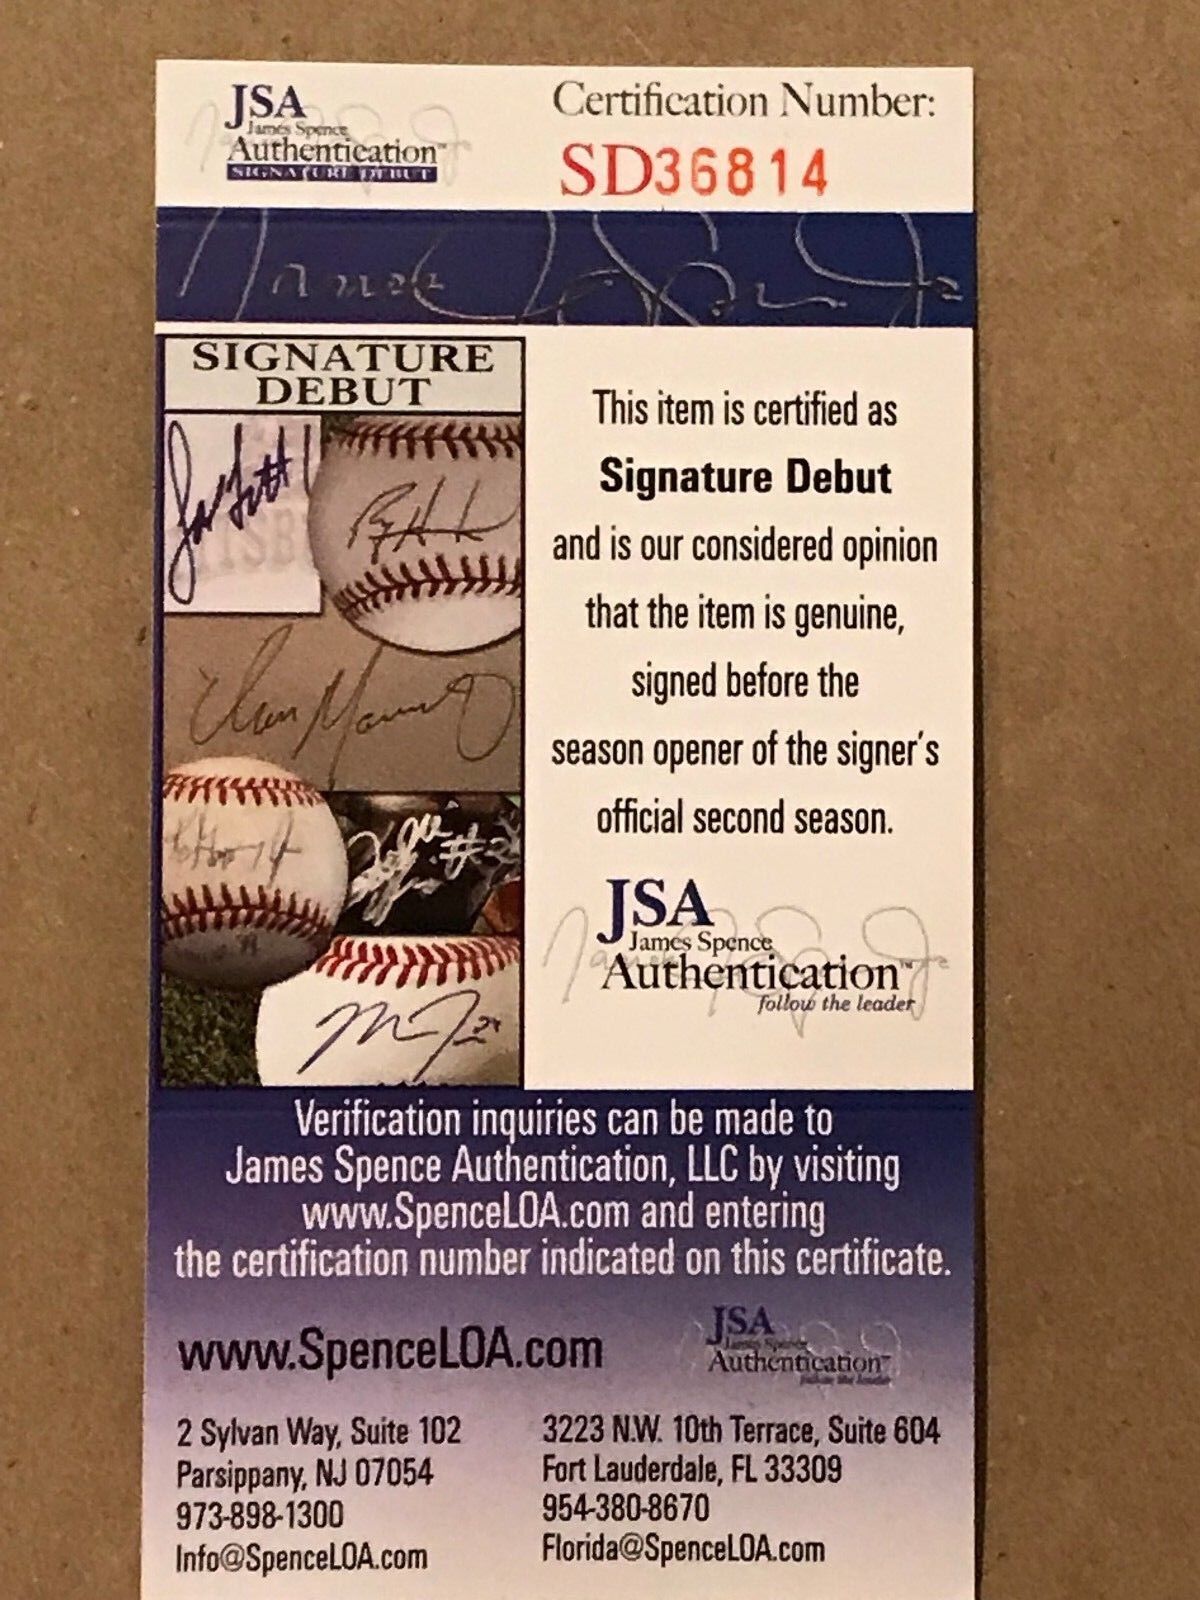 JSA
James Spence
Authentication™
SIGNATURE DEBUT
Certification Number:
SD36814
SIGNATURE
DEBUT
This item is certified as
Signature Debut
and is our considered opinion
that the item is genuine,
signed before the
season opener of the signer's
official second season.
JSA
James Spence
Authentication™
follow the leader
Verification inquiries can be made to
James Spence Authentication, LLC by visiting
www.SpenceLOA.com and entering
the certification number indicated on this certificate.
www.SpenceLOA.com
JSA
James Spence
Authentication™
follow the leader
2 Sylvan Way, Suite 102
Parsippany, NJ 07054
973-898-1300
Info@SpenceLOA.com
3223 N.W. 10th Terrace, Suite 604
Fort Lauderdale, FL 33309
954-380-8670
Florida@SpenceLOA.com